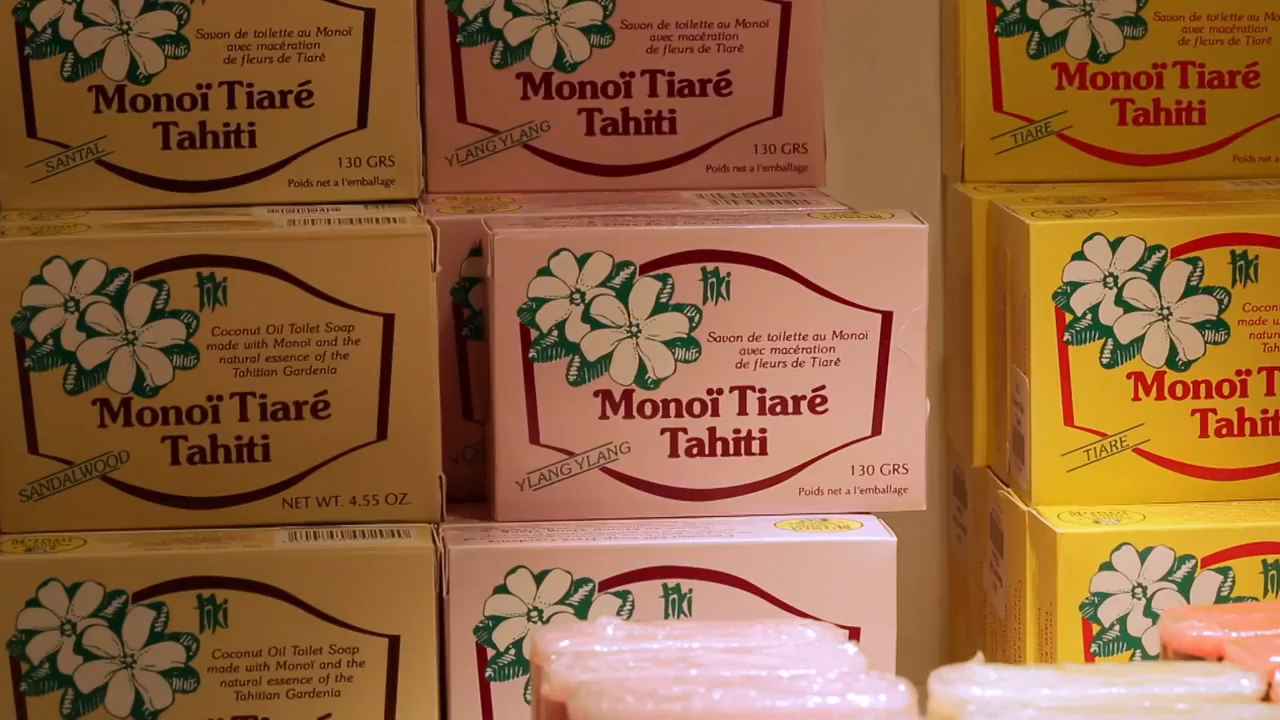 Savon de toilette au Monoï
avec macération
de fleurs de Tiaré
Monoï Tiaré
Tahiti
SANTAL
130 GRS
Poids net a l'emballage
Savon de toilette au Monoï
avec macération
de fleurs de Tiaré
Monoï Tiaré
Tahiti
YLANG YLANG
130 GRS
Poids net a l'emballage
Savon de toilette au
avec macération
de fleurs de Tiaré
Monoï Tiaré
Tahiti
TIARE
Poids net a
Tiki
Coconut Oil Toilet Soap
made with Monoï and the
natural essence of the
Tahitian Gardenia
Monoï Tiaré
Tahiti
SANDALWOOD
NET WT. 4.55 OZ.
Tiki
Savon de toilette au Monoï
avec macération
de fleurs de Tiaré
Monoï Tiaré
Tahiti
YLANG YLANG
130 GRS
Poids net a l'emballage
Tiki
made
Monoï
TIARE
Tiki
Coconut Oil Toilet Soap
made with Monoï and the
natural essence of the
Tahitian Gardenia
Monoï Tiaré
Tiki